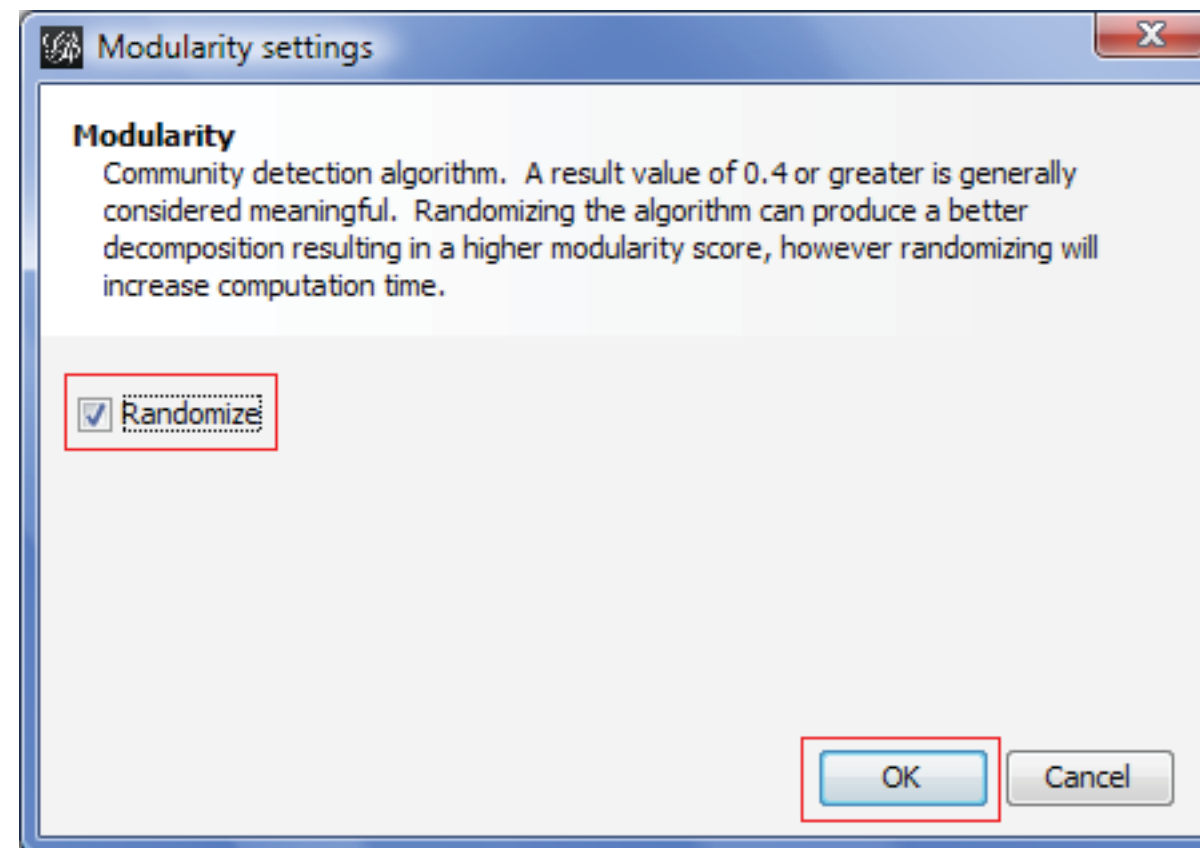 Modularity settings
Modularity
Community detection algorithm.  A result value of 0.4 or greater is generally
considered meaningful.  Randomizing the algorithm can produce a better
decomposition resulting in a higher modularity score, however randomizing will
increase computation time.
Randomize
OK
Cancel